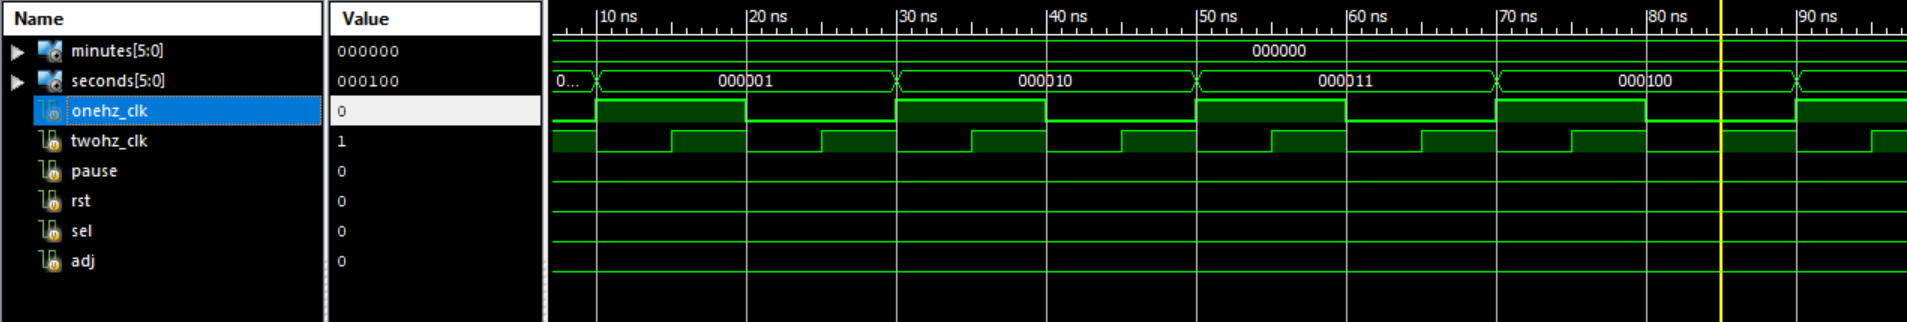 Name Value 10 ns 20 ns 30 ns 40 ns 50 ns 60 ns 70 ns 80 ns 90 ns
minutes[5:0] 000000 000000
seconds[5:0] 000100 0... 000001 000010 000011 000100
onehz_clk 0
twohz_clk 1
pause 0
rst 0
sel 0
adj 0